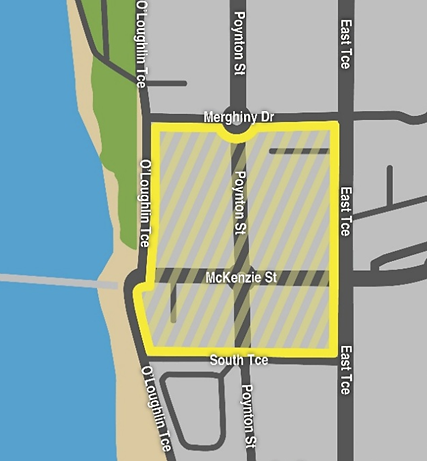 O'Loughlin Tce
Poynton St
East Tce
Merghiny Dr
O'Loughlin Tce
Poynton St
East Tce
McKenzie St
South Tce
East Tce
O'Loughlin Tce
Poynton St